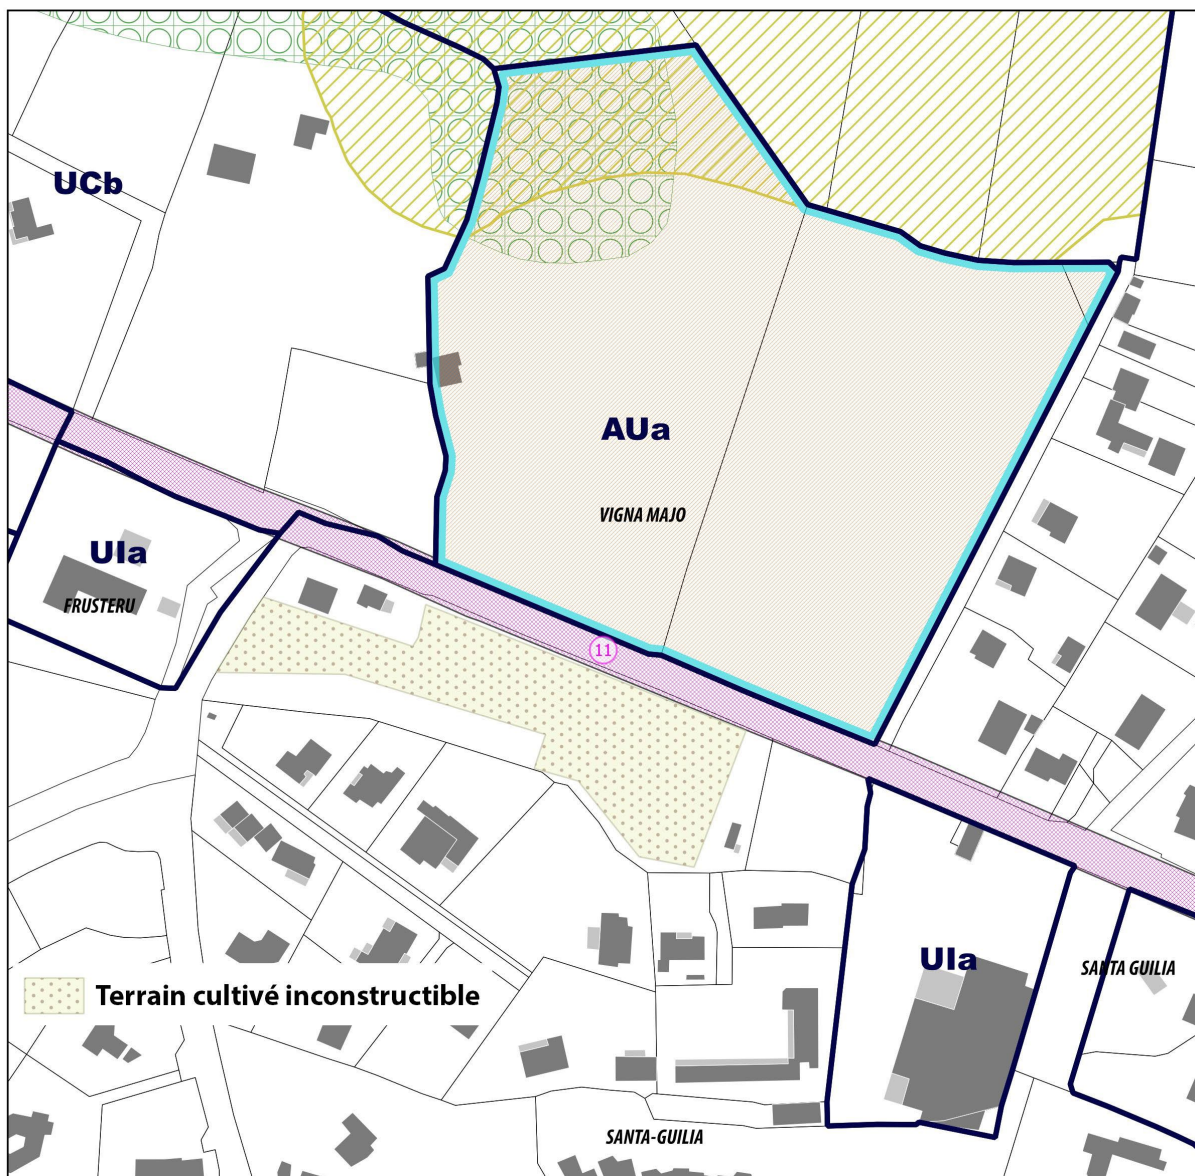 UCb
AUa
VIGNA MAJO
UIa
FRUSTERU
11
UIa
SANTA GUILIA
Terrain cultivé inconstructible
SANTA-GUILIA